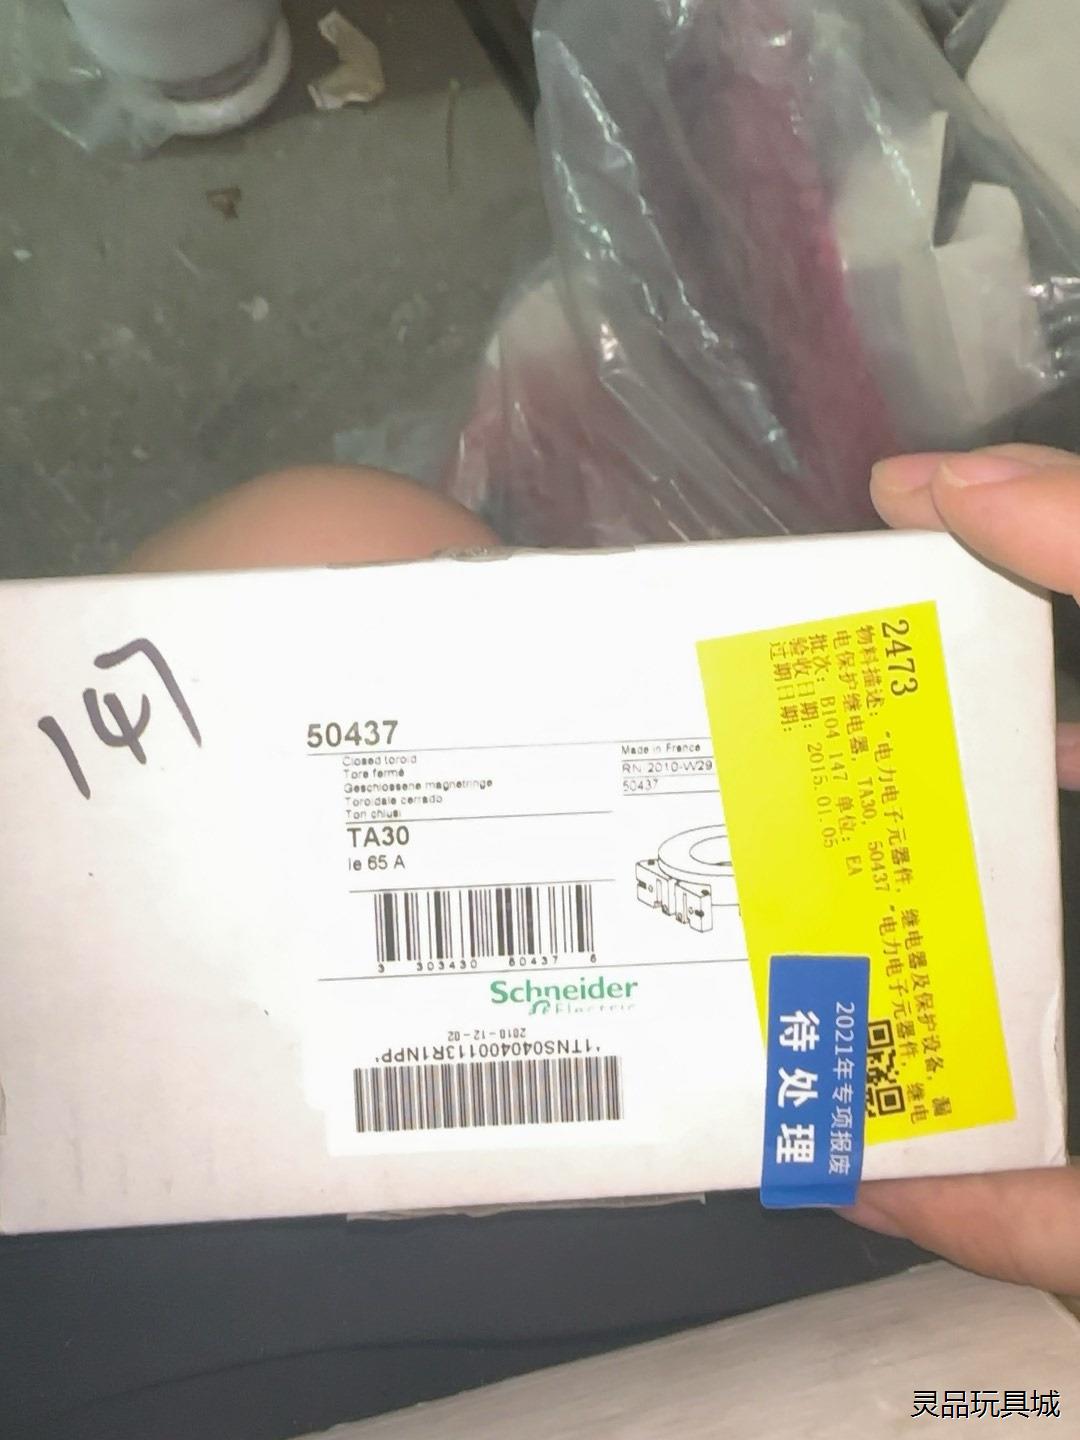 147
50437
Closed toroid
Tore fermé
Geschlossene magnetringe
Toroidale cerrado
Tori chiusi
TA30
Ie 65 A
Made in France
RN 2010-W29
50437
3 303430 504376
Schneider
Electric
2010-12-02
'1TNS040400113R1NPP'
2473
物料描述: "电力电子元器件, 继电器及保护设备, 漏
电保护继电器, TA30, 50437 "电力电子元器件, 继电
批次: B104 147 单位: EA
验收日期: 2015.01.05
过期日期:
2021年专项报废
待处理
灵品玩具城